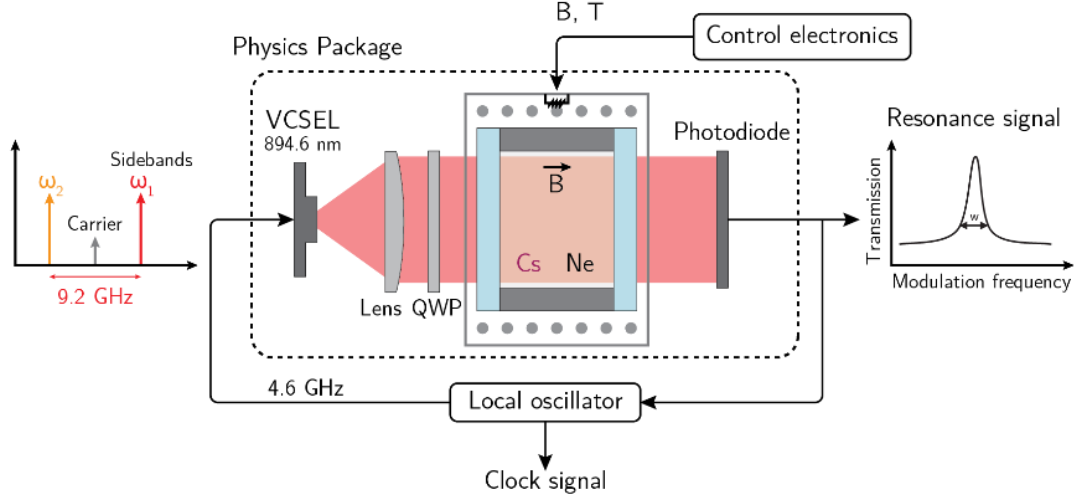 B, T
Control electronics
Physics Package
VCSEL
894.6 nm
Photodiode
Resonance signal
Sidebands
ω2
ω1
Carrier
9.2 GHz
B
Cs
Ne
Lens
QWP
Transmission
w
Modulation frequency
4.6 GHz
Local oscillator
Clock signal